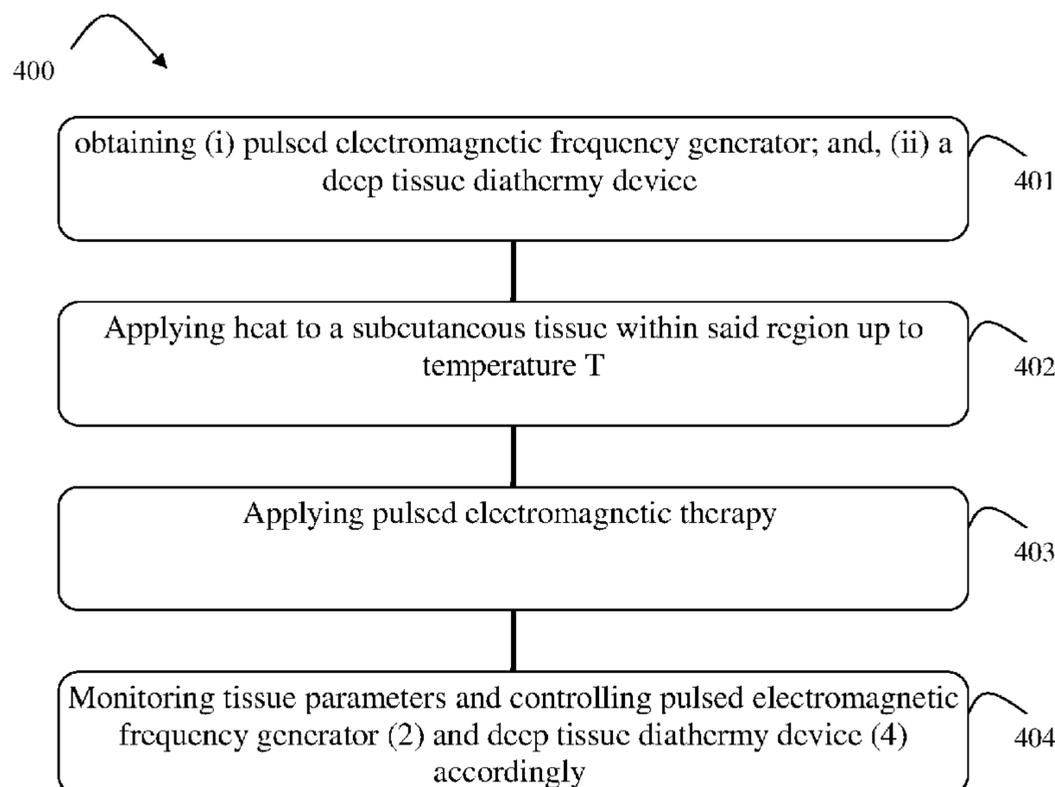 400
obtaining (i) pulsed electromagnetic frequency generator; and, (ii) a
deep tissue diathermy device
401
Applying heat to a subcutaneous tissue within said region up to
temperature T
402
Applying pulsed electromagnetic therapy
403
Monitoring tissue parameters and controlling pulsed electromagnetic
frequency generator (2) and deep tissue diathermy device (4)
accordingly
404